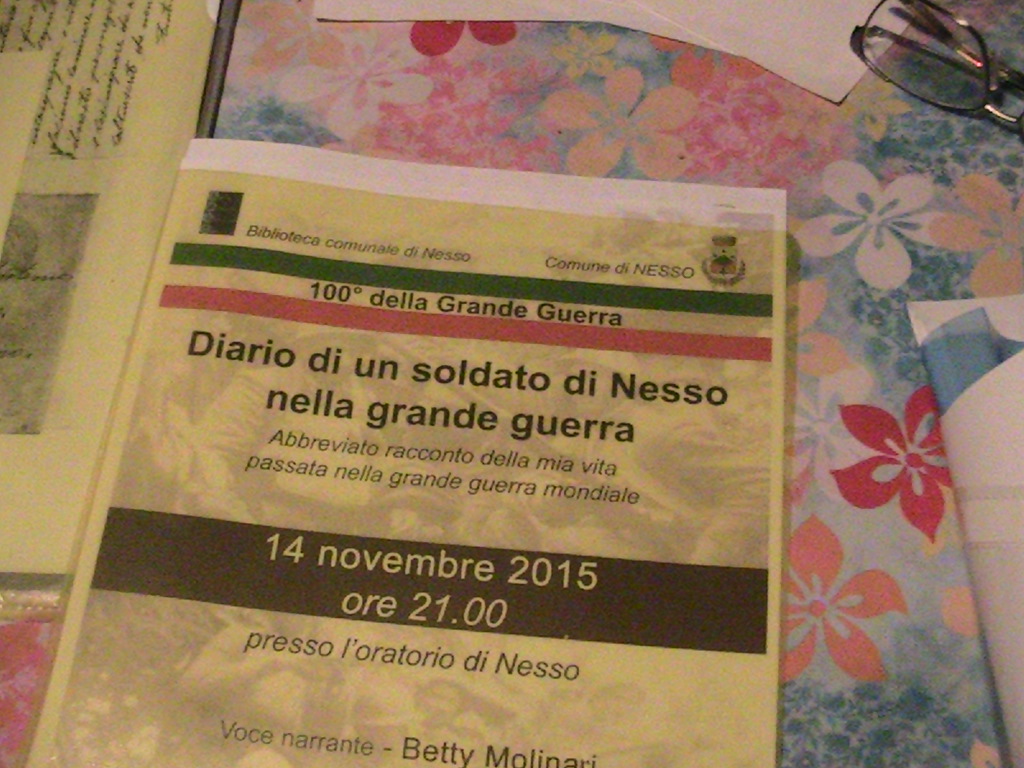 Biblioteca comunale di Nesso
Comune di NESSO
100° della Grande Guerra
Diario di un soldato di Nesso
nella grande guerra
Abbreviato racconto della mia vita
passata nella grande guerra mondiale
14 novembre 2015
ore 21.00
presso l'oratorio di Nesso
Voce narrante - Betty Molinari